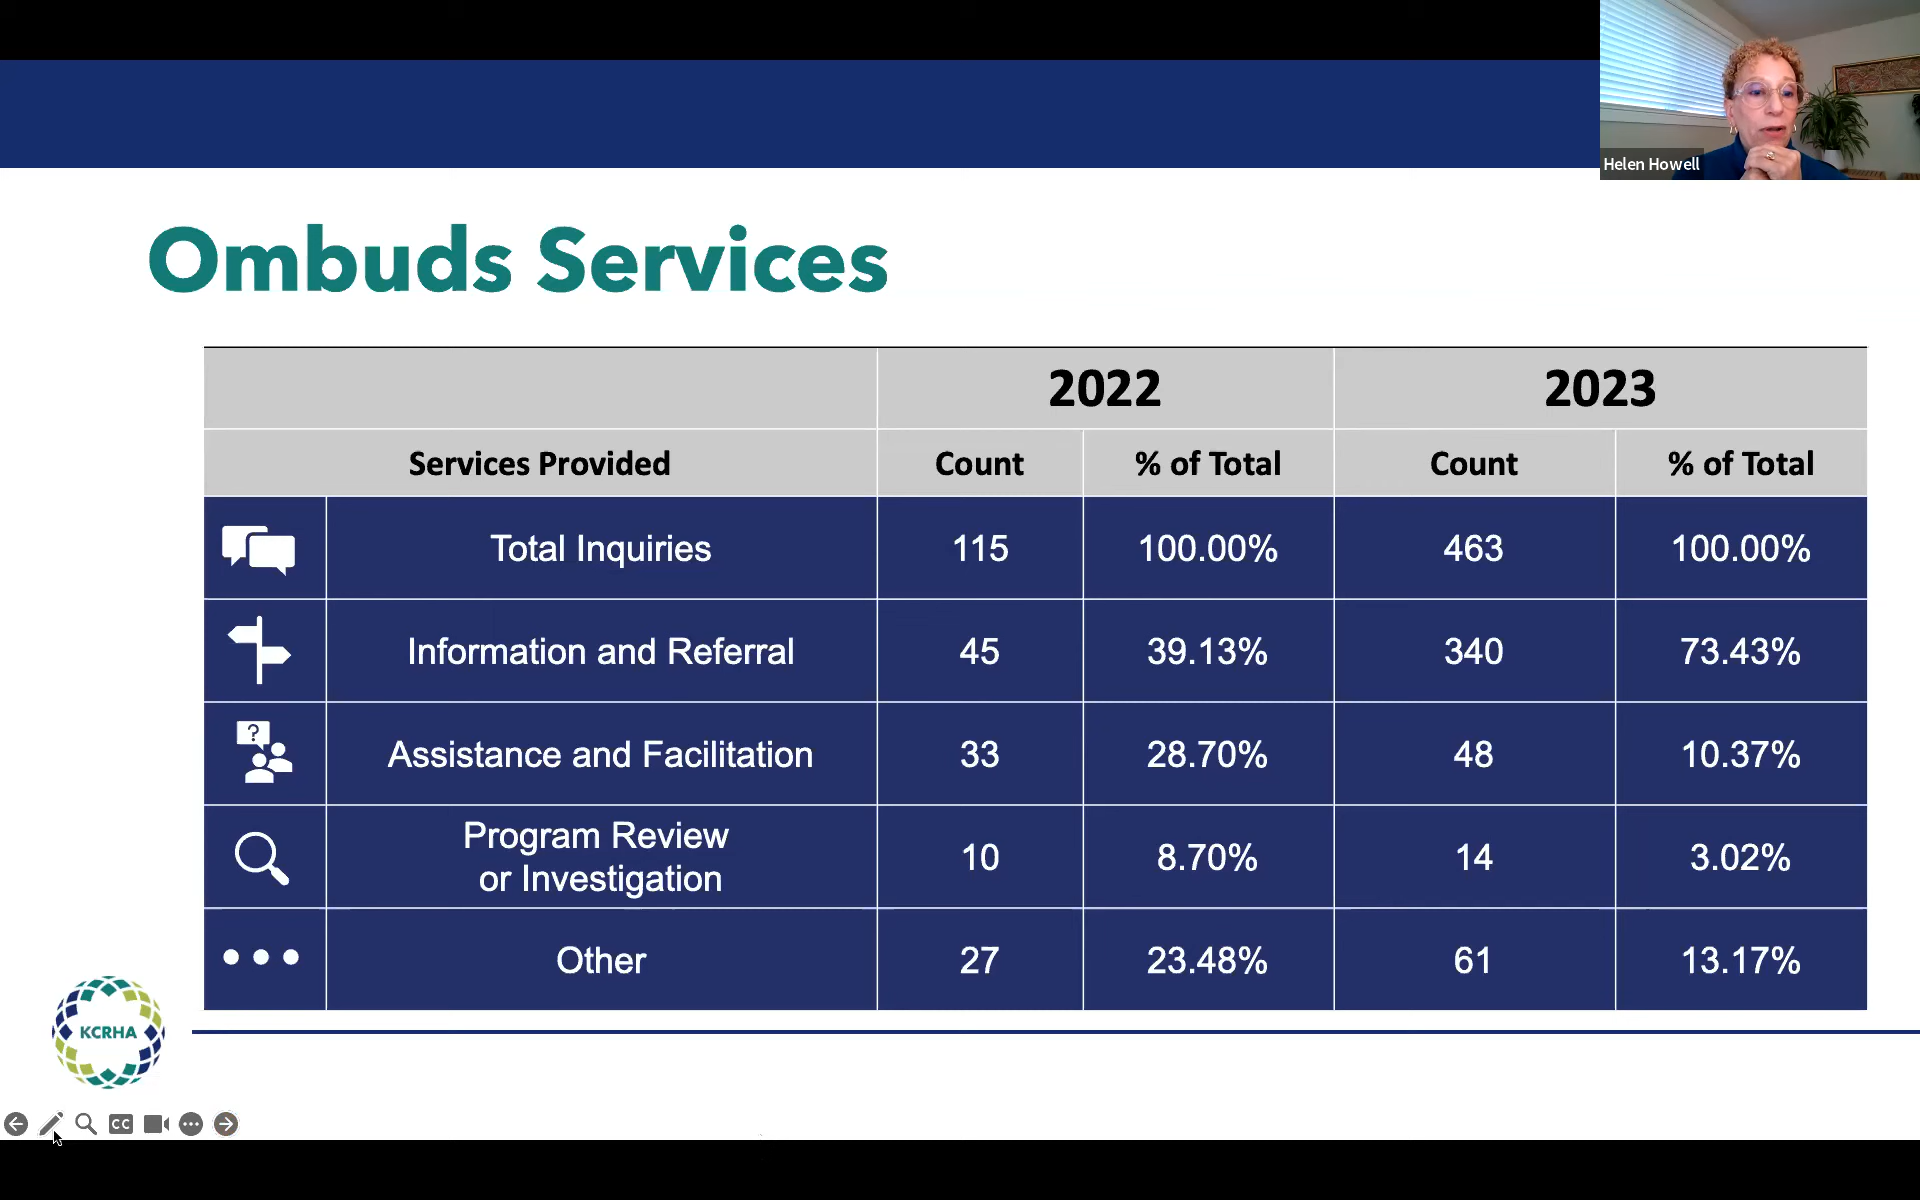 Helen Howell
Ombuds Services
2022 2023
Services Provided Count % of Total Count % of Total
Total Inquiries 115 100.00% 463 100.00%
Information and Referral 45 39.13% 340 73.43%
? Assistance and Facilitation 33 28.70% 48 10.37%
Program Review
or Investigation 10 8.70% 14 3.02%
Other 27 23.48% 61 13.17%
KCRHA
CC